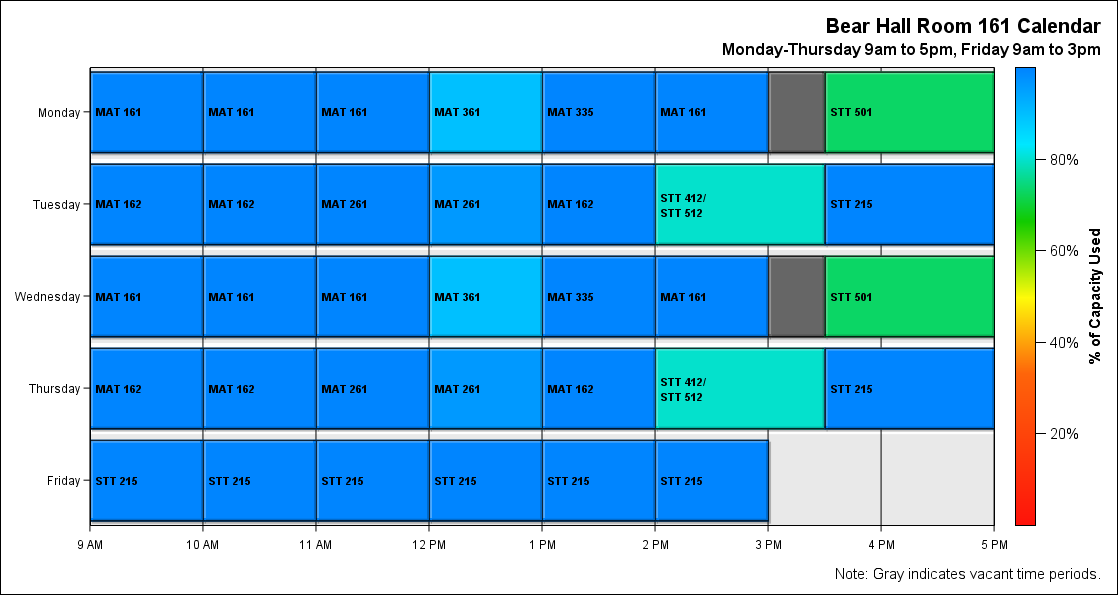 Bear Hall Room 161 Calendar
Monday-Thursday 9am to 5pm, Friday 9am to 3pm
Monday
MAT 161
MAT 161
MAT 161
MAT 361
MAT 335
MAT 161
STT 501
Tuesday
MAT 162
MAT 162
MAT 261
MAT 261
MAT 162
STT 412/
STT 512
STT 215
Wednesday
MAT 161
MAT 161
MAT 161
MAT 361
MAT 335
MAT 161
STT 501
Thursday
MAT 162
MAT 162
MAT 261
MAT 261
MAT 162
STT 412/
STT 512
STT 215
Friday
STT 215
STT 215
STT 215
STT 215
STT 215
STT 215
9 AM
10 AM
11 AM
12 PM
1 PM
2 PM
3 PM
4 PM
5 PM
80%
60%
40%
20%
% of Capacity Used
Note: Gray indicates vacant time periods.